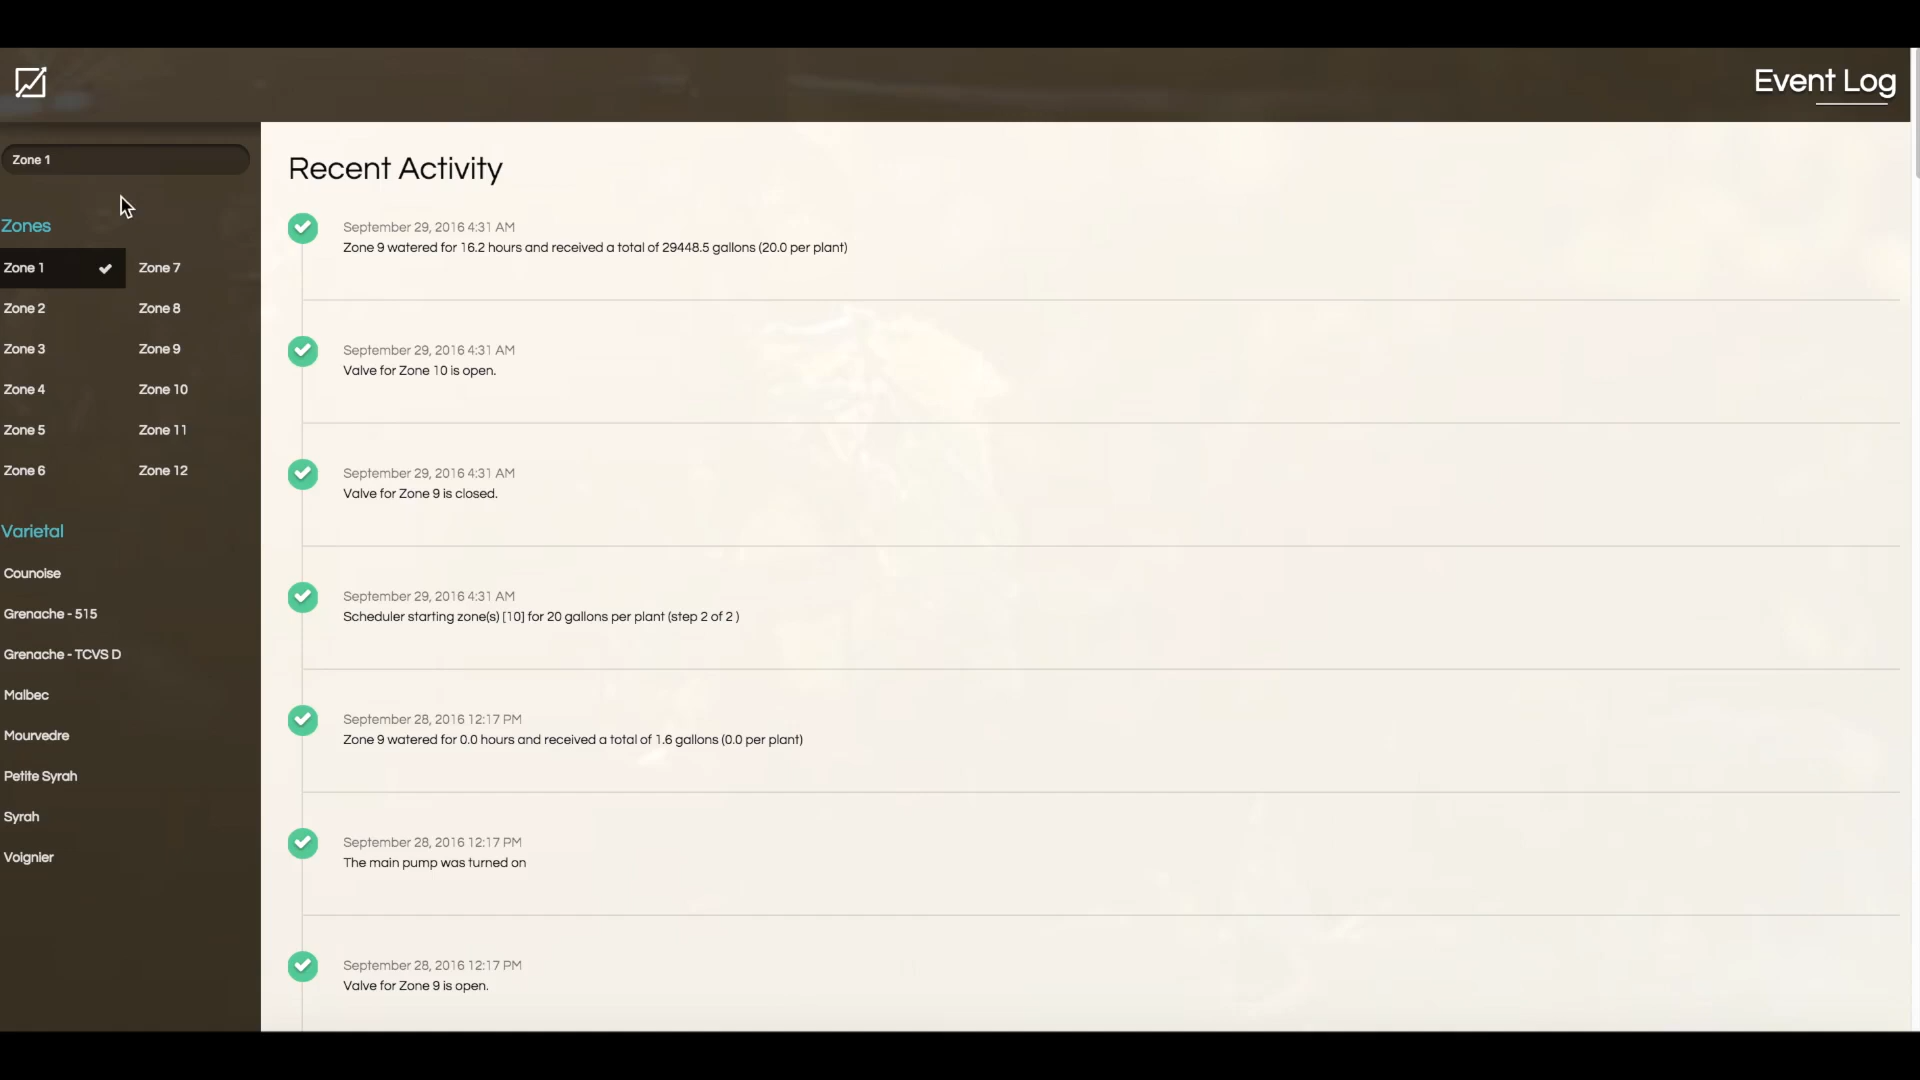 Event Log
Zone 1
Zones
Zone 1
Zone 7
Zone 2
Zone 8
Zone 3
Zone 9
Zone 4
Zone 10
Zone 5
Zone 11
Zone 6
Zone 12
Varietal
Counoise
Grenache - 515
Grenache - TCVS D
Malbec
Mourvedre
Petite Syrah
Syrah
Voignier
Recent Activity
September 29, 2016 4:31 AM
Zone 9 watered for 16.2 hours and received a total of 29448.5 gallons (20.0 per plant)
September 29, 2016 4:31 AM
Valve for Zone 10 is open.
September 29, 2016 4:31 AM
Valve for Zone 9 is closed.
September 29, 2016 4:31 AM
Scheduler starting zone(s) [10] for 20 gallons per plant (step 2 of 2 )
September 28, 2016 12:17 PM
Zone 9 watered for 0.0 hours and received a total of 1.6 gallons (0.0 per plant)
September 28, 2016 12:17 PM
The main pump was turned on
September 28, 2016 12:17 PM
Valve for Zone 9 is open.